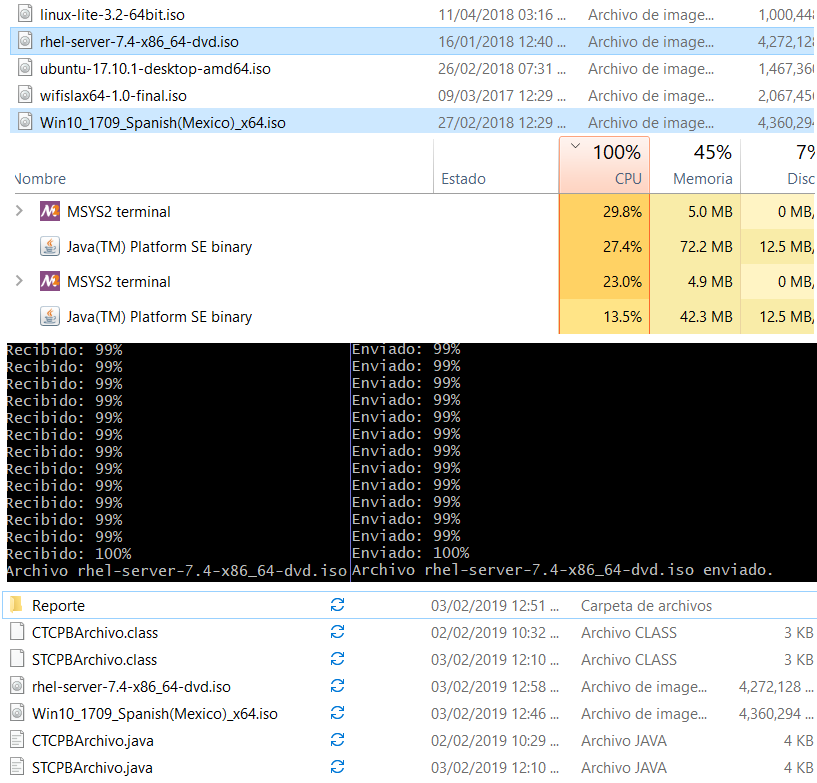 linux-lite-3.2-64bit.iso 11/04/2018 03:16 ... Archivo de image... 1,000,448
rhel-server-7.4-x86_64-dvd.iso 16/01/2018 12:40 ... Archivo de image... 4,272,128
ubuntu-17.10.1-desktop-amd64.iso 26/02/2018 07:31 ... Archivo de image... 1,467,360
wifislax64-1.0-final.iso 09/03/2017 12:29 ... Archivo de image... 2,067,456
Win10_1709_Spanish(Mexico)_x64.iso 27/02/2018 12:29 ... Archivo de image... 4,360,294
100% 45% 7%
Nombre Estado CPU Memoria Disc
MSYS2 terminal 29.8% 5.0 MB 0 MB/
Java(TM) Platform SE binary 27.4% 72.2 MB 12.5 MB/
MSYS2 terminal 23.0% 4.9 MB 0 MB/
Java(TM) Platform SE binary 13.5% 42.3 MB 12.5 MB/
Recibido: 99% Enviado: 99%
Recibido: 99% Enviado: 99%
Recibido: 99% Enviado: 99%
Recibido: 99% Enviado: 99%
Recibido: 99% Enviado: 99%
Recibido: 99% Enviado: 99%
Recibido: 99% Enviado: 99%
Recibido: 99% Enviado: 99%
Recibido: 99% Enviado: 99%
Recibido: 99% Enviado: 99%
Recibido: 99% Enviado: 99%
Recibido: 99% Enviado: 99%
Recibido: 100% Enviado: 100%
Archivo rhel-server-7.4-x86_64-dvd.iso Archivo rhel-server-7.4-x86_64-dvd.iso enviado.
Reporte 03/02/2019 12:51 ... Carpeta de archivos
CTCPBArchivo.class 02/02/2019 10:32 ... Archivo CLASS 3 KB
STCPBArchivo.class 03/02/2019 12:10 ... Archivo CLASS 3 KB
rhel-server-7.4-x86_64-dvd.iso 03/02/2019 12:58 ... Archivo de image... 4,272,128 ...
Win10_1709_Spanish(Mexico)_x64.iso 03/02/2019 12:46 ... Archivo de image... 4,360,294 ...
CTCPBArchivo.java 02/02/2019 10:29 ... Archivo JAVA 4 KB
STCPBArchivo.java 03/02/2019 12:10 ... Archivo JAVA 4 KB